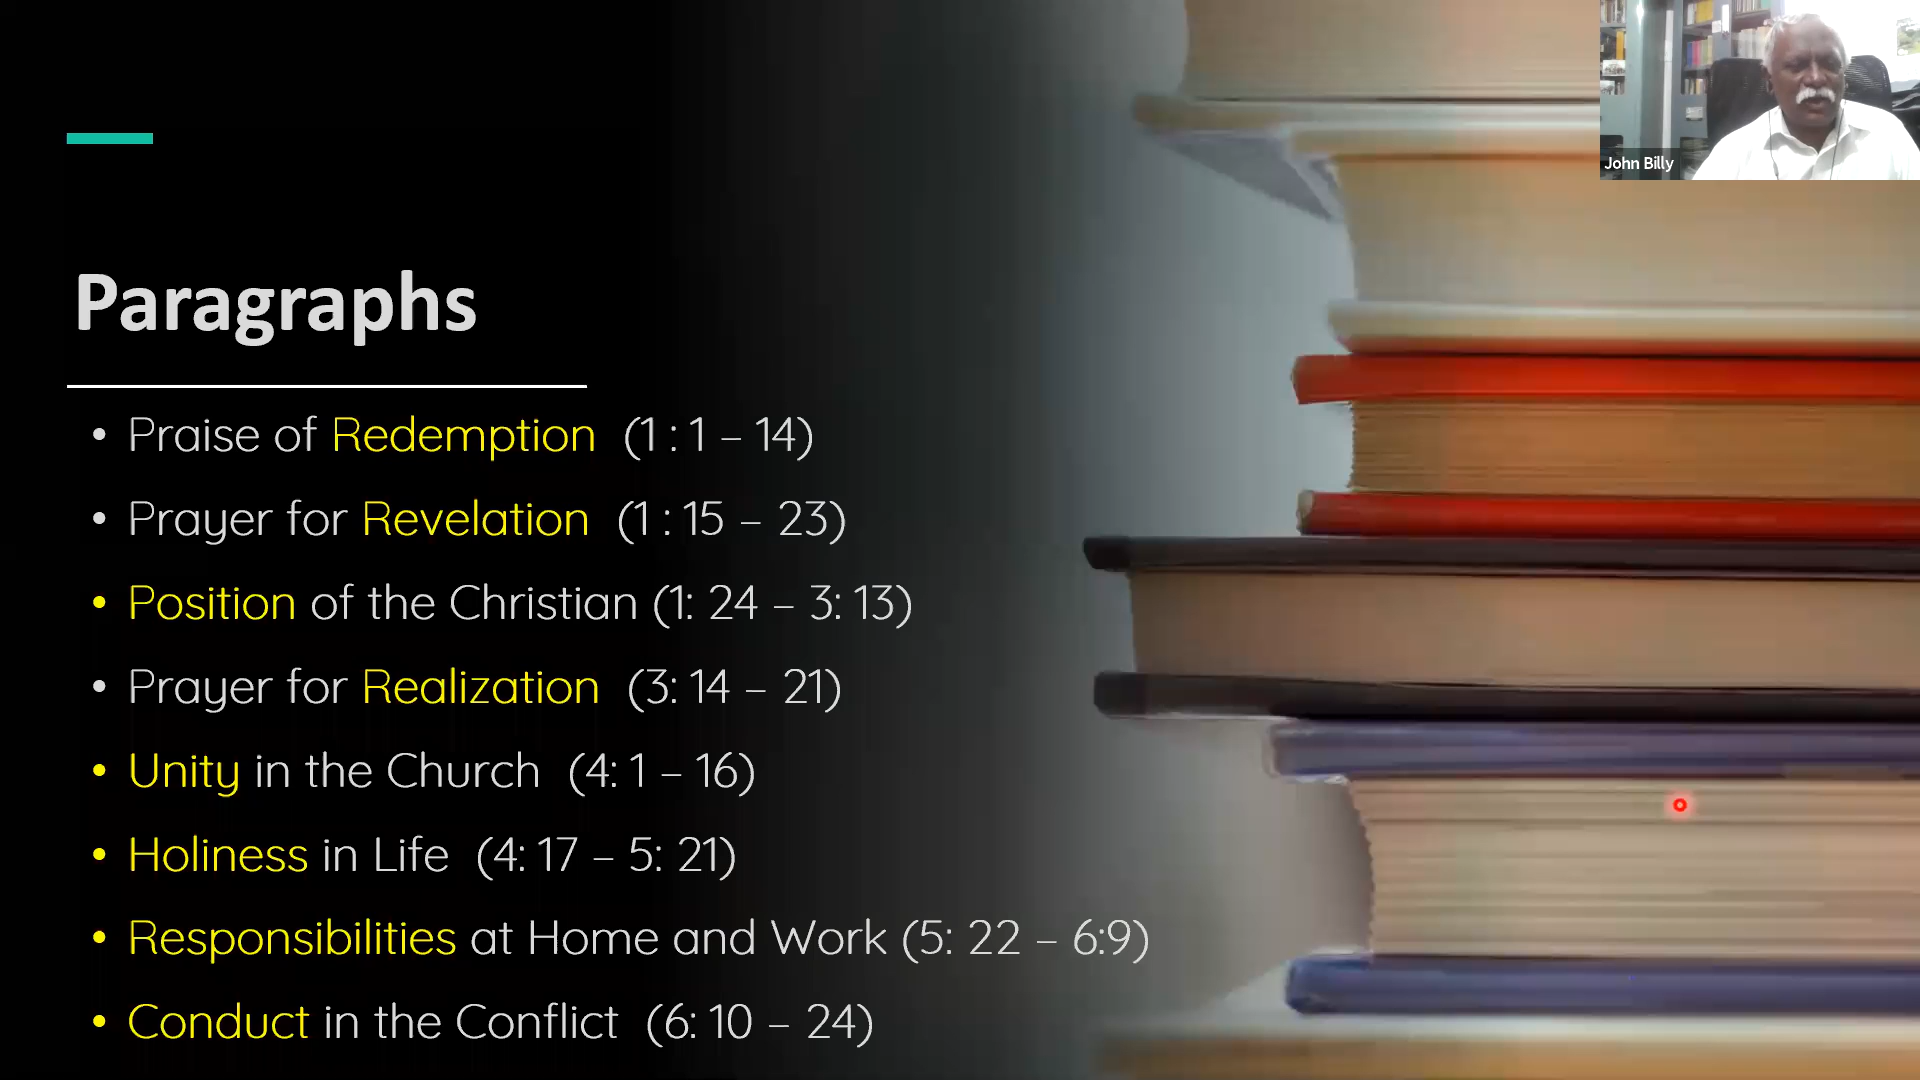 John Billy
Paragraphs
• Praise of Redemption (1 : 1 – 14)
• Prayer for Revelation (1 : 15 – 23)
• Position of the Christian (1: 24 – 3: 13)
• Prayer for Realization (3: 14 – 21)
• Unity in the Church (4: 1 – 16)
• Holiness in Life (4: 17 – 5: 21)
• Responsibilities at Home and Work (5: 22 – 6:9)
• Conduct in the Conflict (6: 10 – 24)